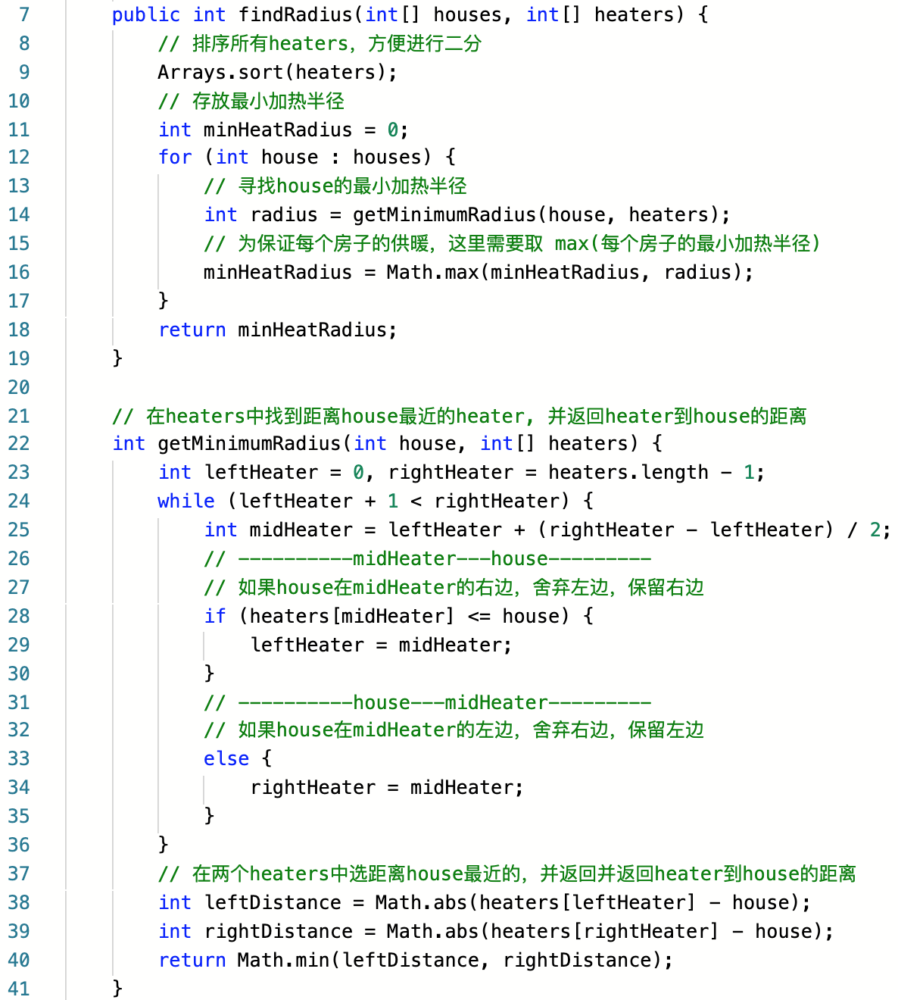 7 public int findRadius(int[] houses, int[] heaters) {
8 // 排序所有heaters，方便进行二分
9 Arrays.sort(heaters);
10 // 存放最小加热半径
11 int minHeatRadius = 0;
12 for (int house : houses) {
13 // 寻找house的最小加热半径
14 int radius = getMinimumRadius(house, heaters);
15 // 为保证每个房子的供暖，这里需要取 max(每个房子的最小加热半径)
16 minHeatRadius = Math.max(minHeatRadius, radius);
17 }
18 return minHeatRadius;
19 }
20
21 // 在heaters中找到距离house最近的heater, 并返回heater到house的距离
22 int getMinimumRadius(int house, int[] heaters) {
23 int leftHeater = 0, rightHeater = heaters.length - 1;
24 while (leftHeater + 1 < rightHeater) {
25 int midHeater = leftHeater + (rightHeater - leftHeater) / 2;
26 // ----------midHeater---house---------
27 // 如果house在midHeater的右边，舍弃左边，保留右边
28 if (heaters[midHeater] <= house) {
29 leftHeater = midHeater;
30 }
31 // ----------house---midHeater---------
32 // 如果house在midHeater的左边，舍弃右边，保留左边
33 else {
34 rightHeater = midHeater;
35 }
36 }
37 // 在两个heaters中选距离house最近的，并返回并返回heater到house的距离
38 int leftDistance = Math.abs(heaters[leftHeater] - house);
39 int rightDistance = Math.abs(heaters[rightHeater] - house);
40 return Math.min(leftDistance, rightDistance);
41 }